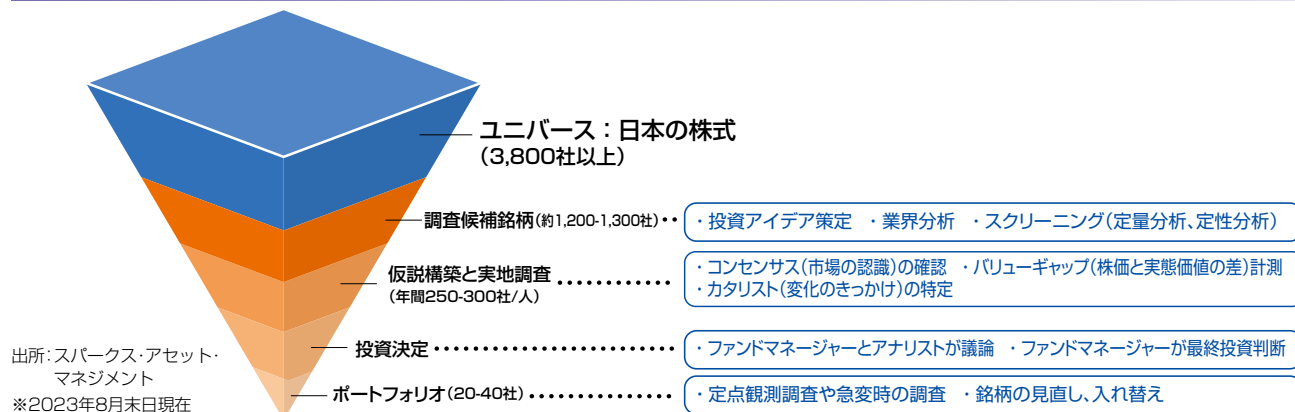 ユニバース：日本の株式
（3,800社以上）
調査候補銘柄（約1,200-1,300社）
・投資アイデア策定　・業界分析　・スクリーニング（定量分析、定性分析）
仮説構築と実地調査
（年間250-300社/人）
・コンセンサス（市場の認識）の確認　・バリューギャップ（株価と実態価値の差）計測
・カタリスト（変化のきっかけ）の特定
投資決定
・ファンドマネージャーとアナリストが議論　・ファンドマネージャーが最終投資判断
ポートフォリオ（20-40社）
・定点観測調査や急変時の調査　・銘柄の見直し、入れ替え
出所：スパークス・アセット・
マネジメント
※2023年8月末日現在